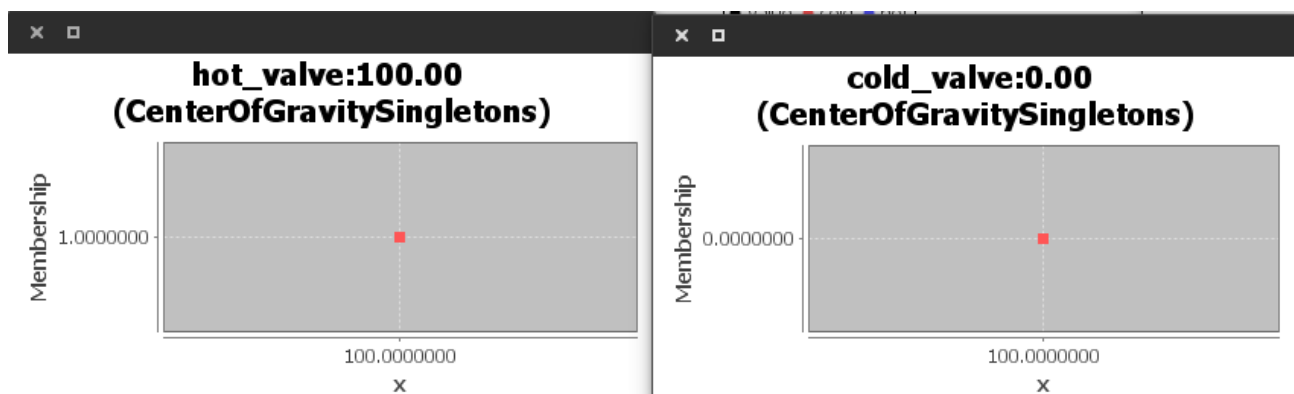 hot_valve:100.00
(CenterOfGravitySingletons)
Membership
1.0000000
100.0000000
x
cold_valve:0.00
(CenterOfGravitySingletons)
Membership
0.0000000
100.0000000
x